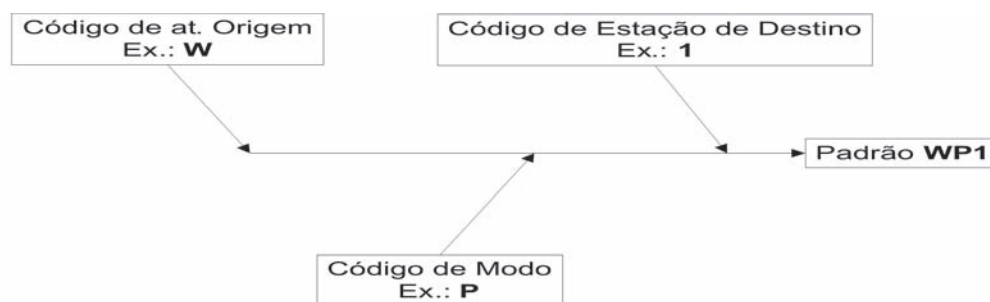 Código de at. Origem
Ex.: W
Código de Estação de Destino
Ex.: 1
Padrão WP1
Código de Modo
Ex.: P